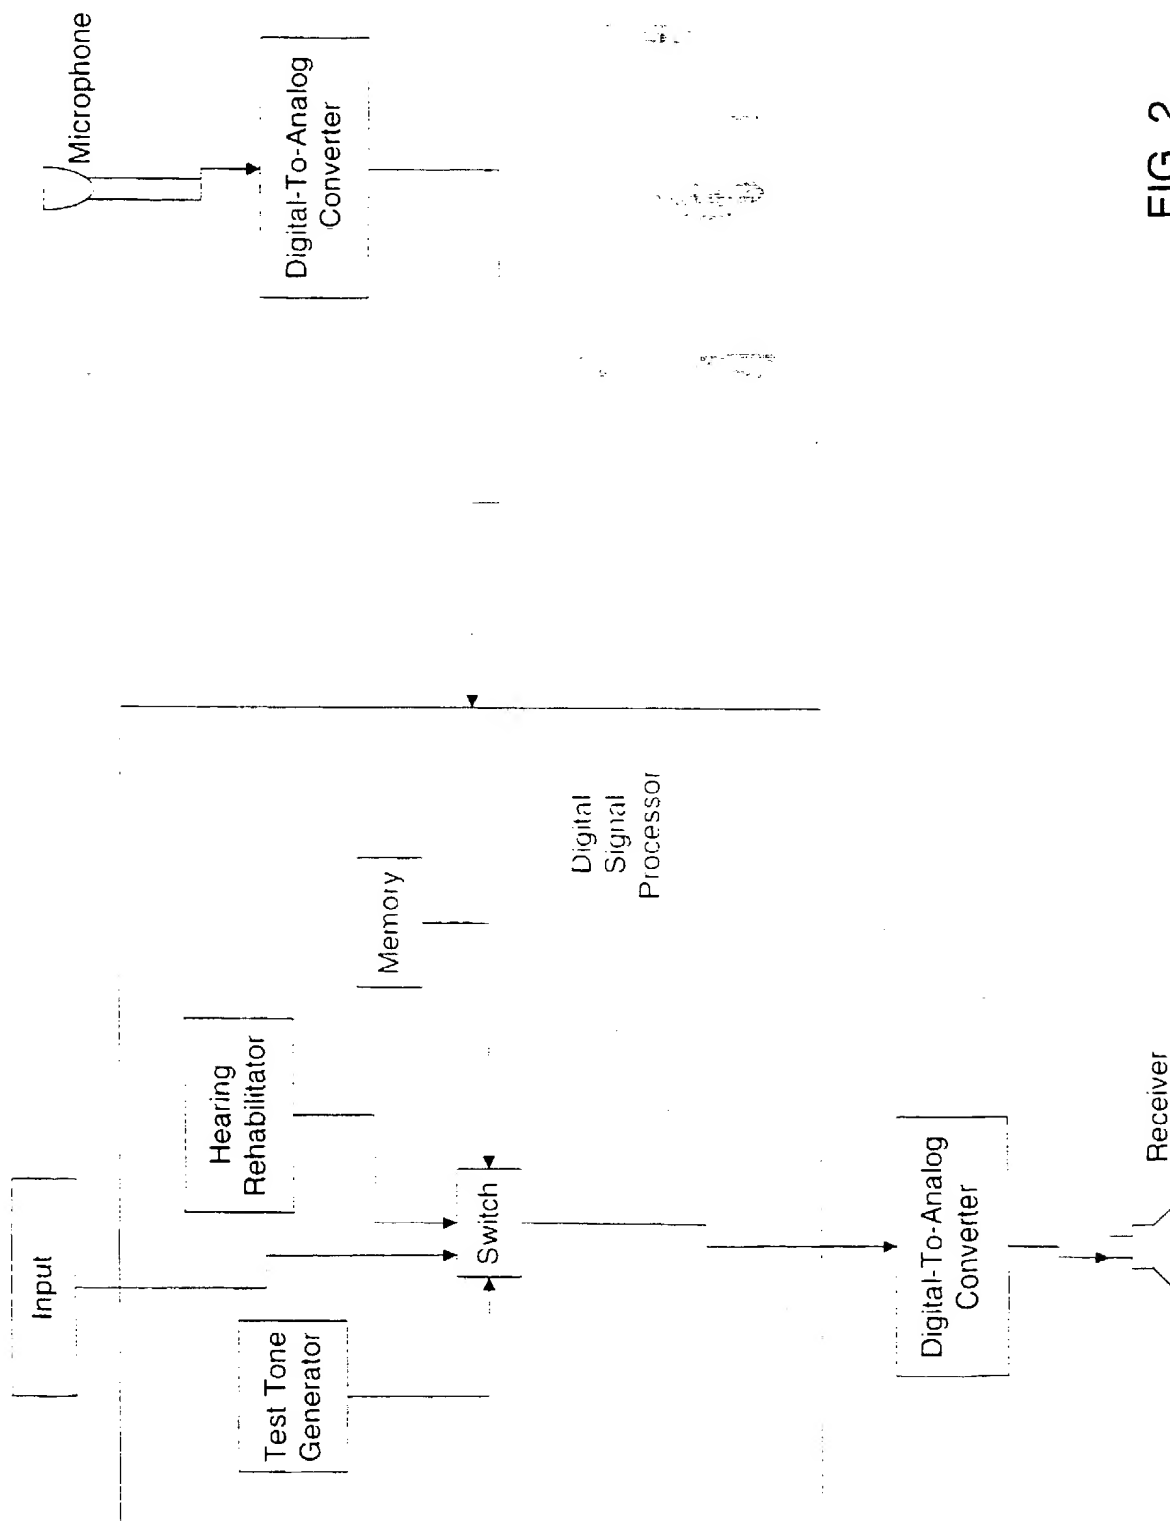 Input
Test Tone
Generator
Hearing
Rehabilitator
Memory
Switch
Digital
Signal
Processor
Digital-To-Analog
Converter
Receiver
Microphone
Digital-To-Analog
Converter
FIG. 2